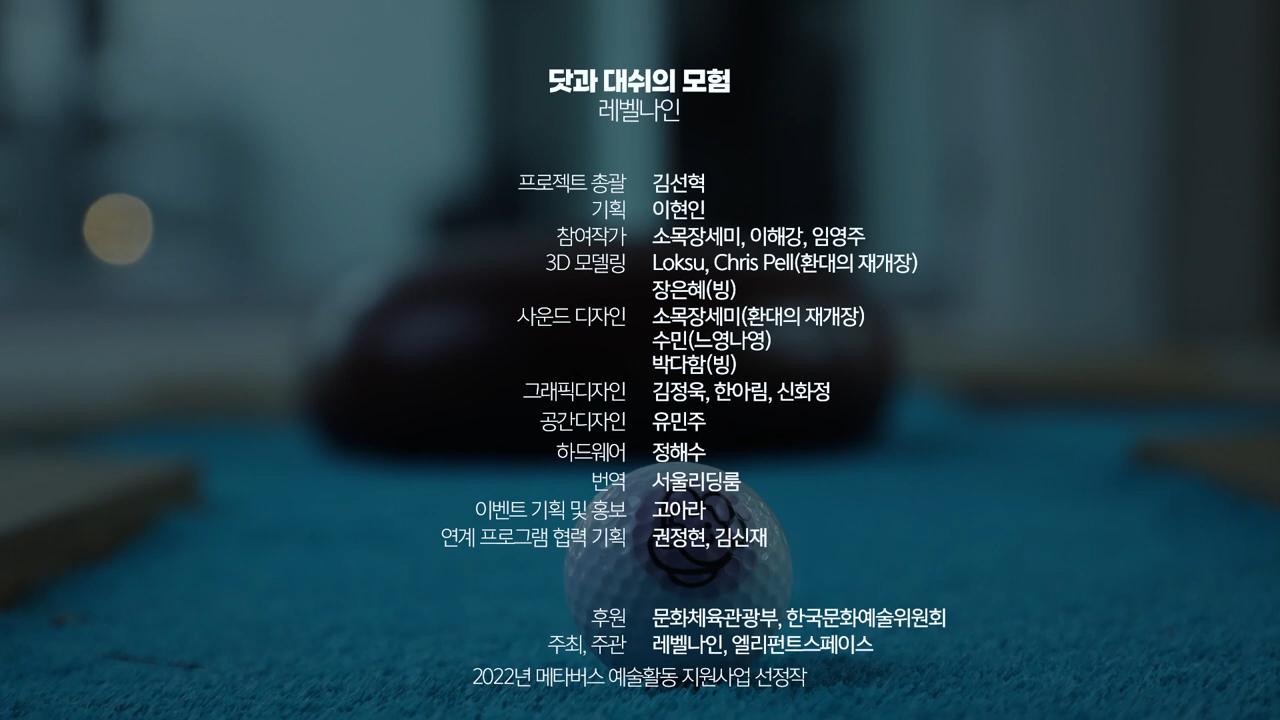 닷과 대쉬의 모험
레벨나인
프로젝트 총괄 김선혁
기획 이현인
참여작가 소목장세미, 이해강, 임영주
3D 모델링 Loksu, Chris Pell(환대의 재개장)
장은혜(빙)
사운드 디자인 소목장세미(환대의 재개장)
수민(느영나영)
박다함(빙)
그래픽디자인 김정욱, 한아림, 신화정
공간디자인 유민주
하드웨어 정해수
번역 서울리딩룸
이벤트 기획 및 홍보 고아라
연계 프로그램 협력 기획 권정현, 김신재
후원 문화체육관광부, 한국문화예술위원회
주최, 주관 레벨나인, 엘리펀트스페이스
2022년 메타버스 예술활동 지원사업 선정작